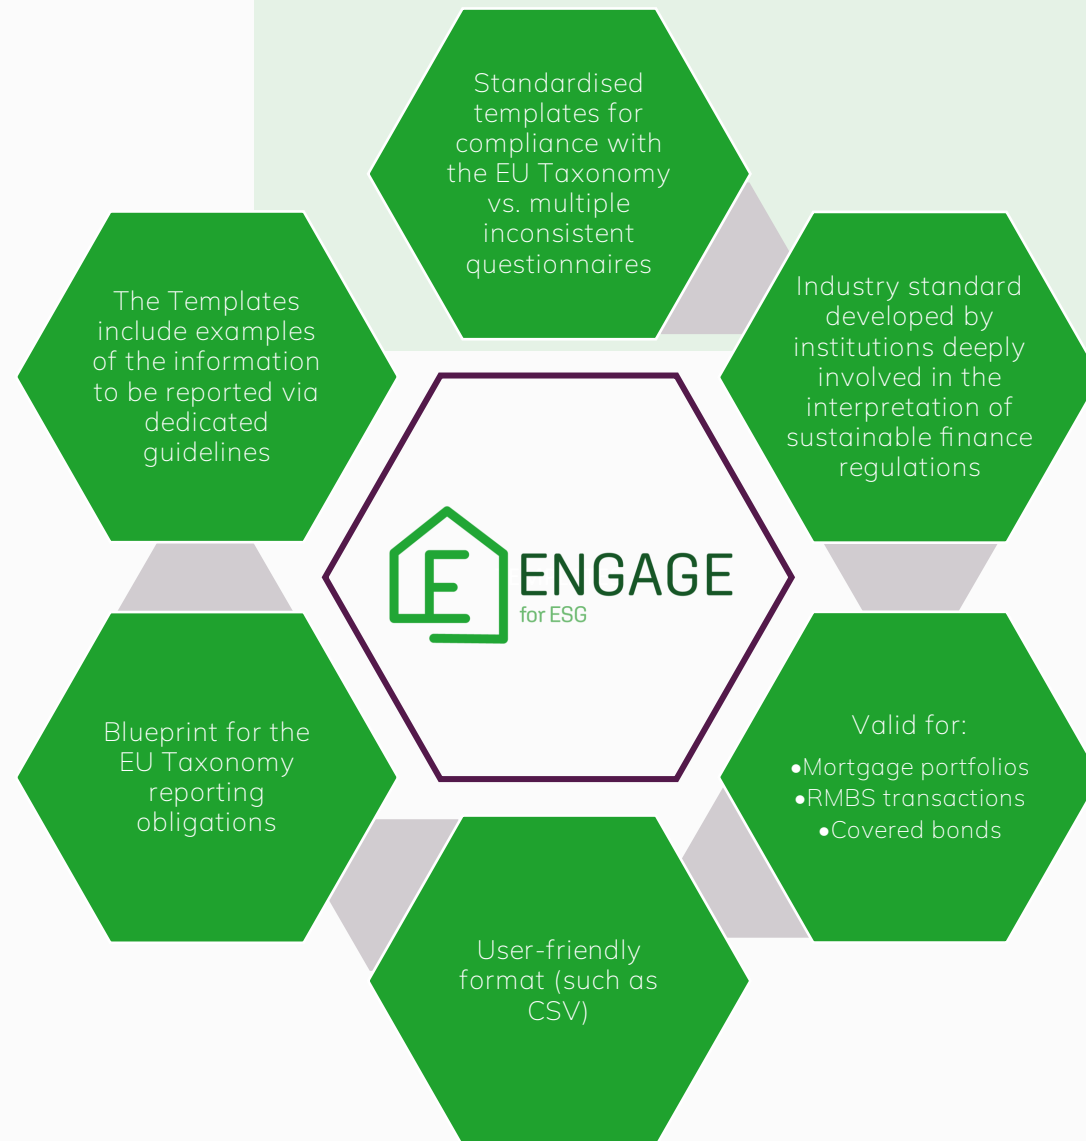 Standardised
templates for
compliance with
the EU Taxonomy
vs. multiple
inconsistent
questionnaires
Industry standard
developed by
institutions deeply
involved in the
interpretation of
sustainable finance
regulations
Valid for:
•Mortgage portfolios
•RMBS transactions
•Covered bonds
User-friendly
format (such as
CSV)
Blueprint for the
EU Taxonomy
reporting
obligations
The Templates
include examples
of the information
to be reported via
dedicated
guidelines
E ENGAGE
for ESG